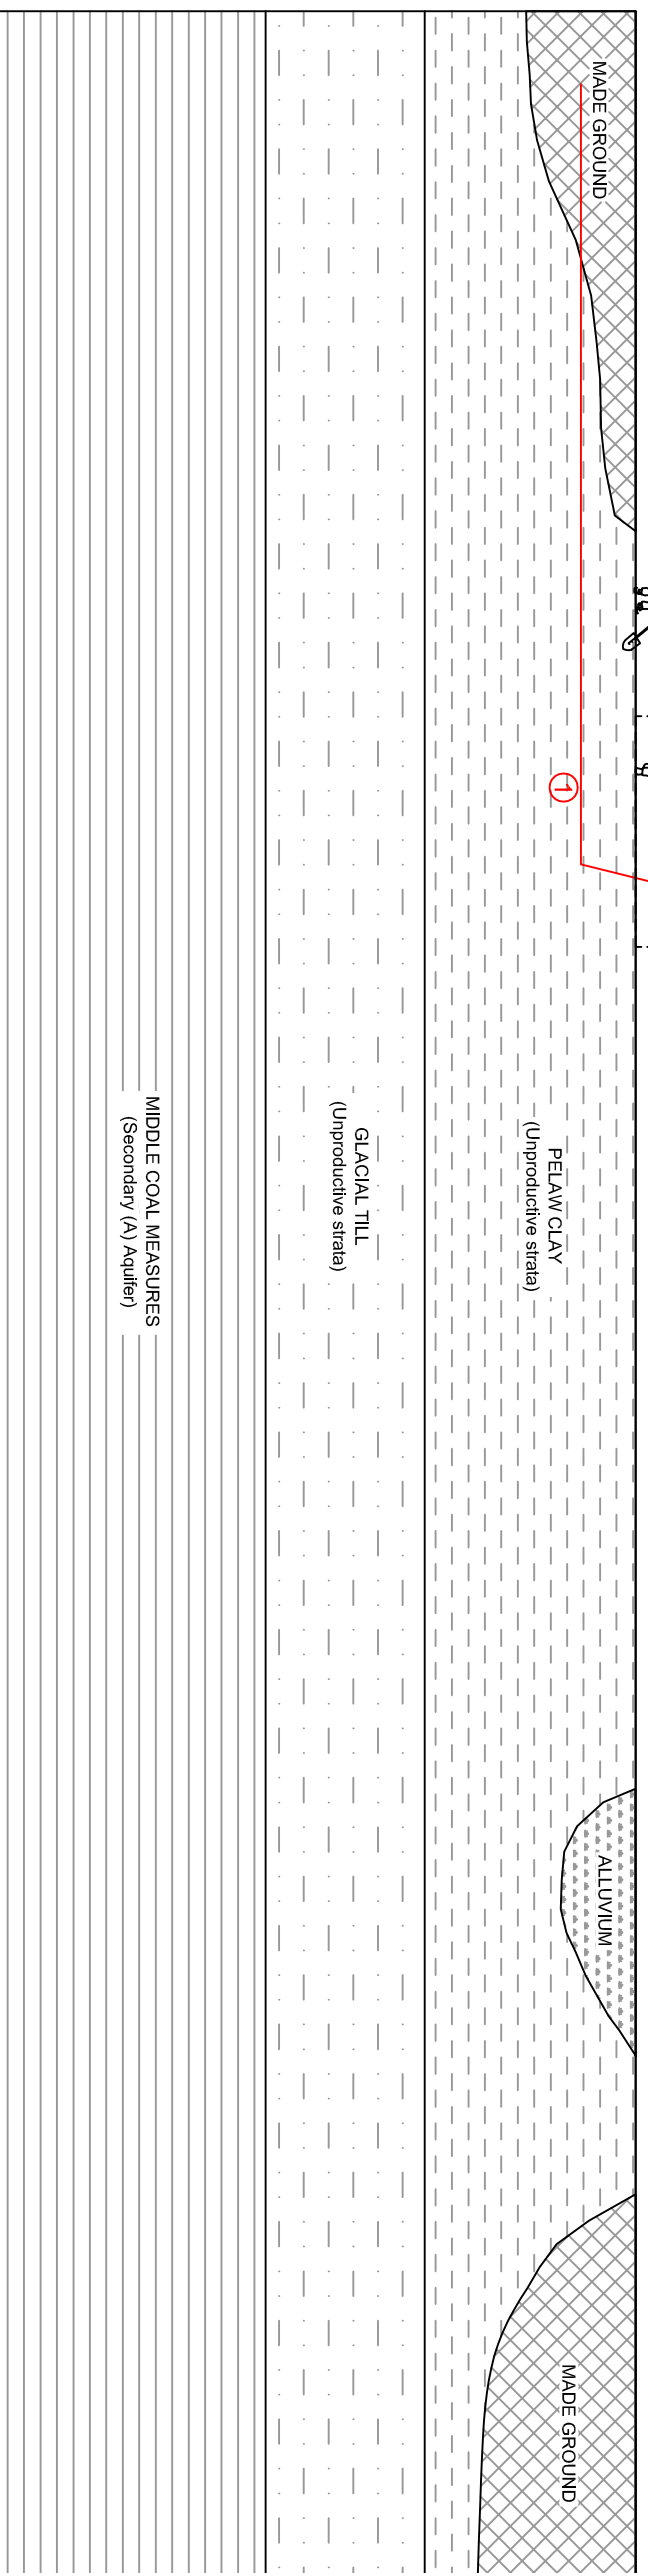 MADE GROUND
1
PELAW CLAY
(Unproductive strata)
ALLUVIUM
MADE GROUND
GLACIAL TILL
(Unproductive strata)
MIDDLE COAL MEASURES
(Secondary (A) Aquifer)